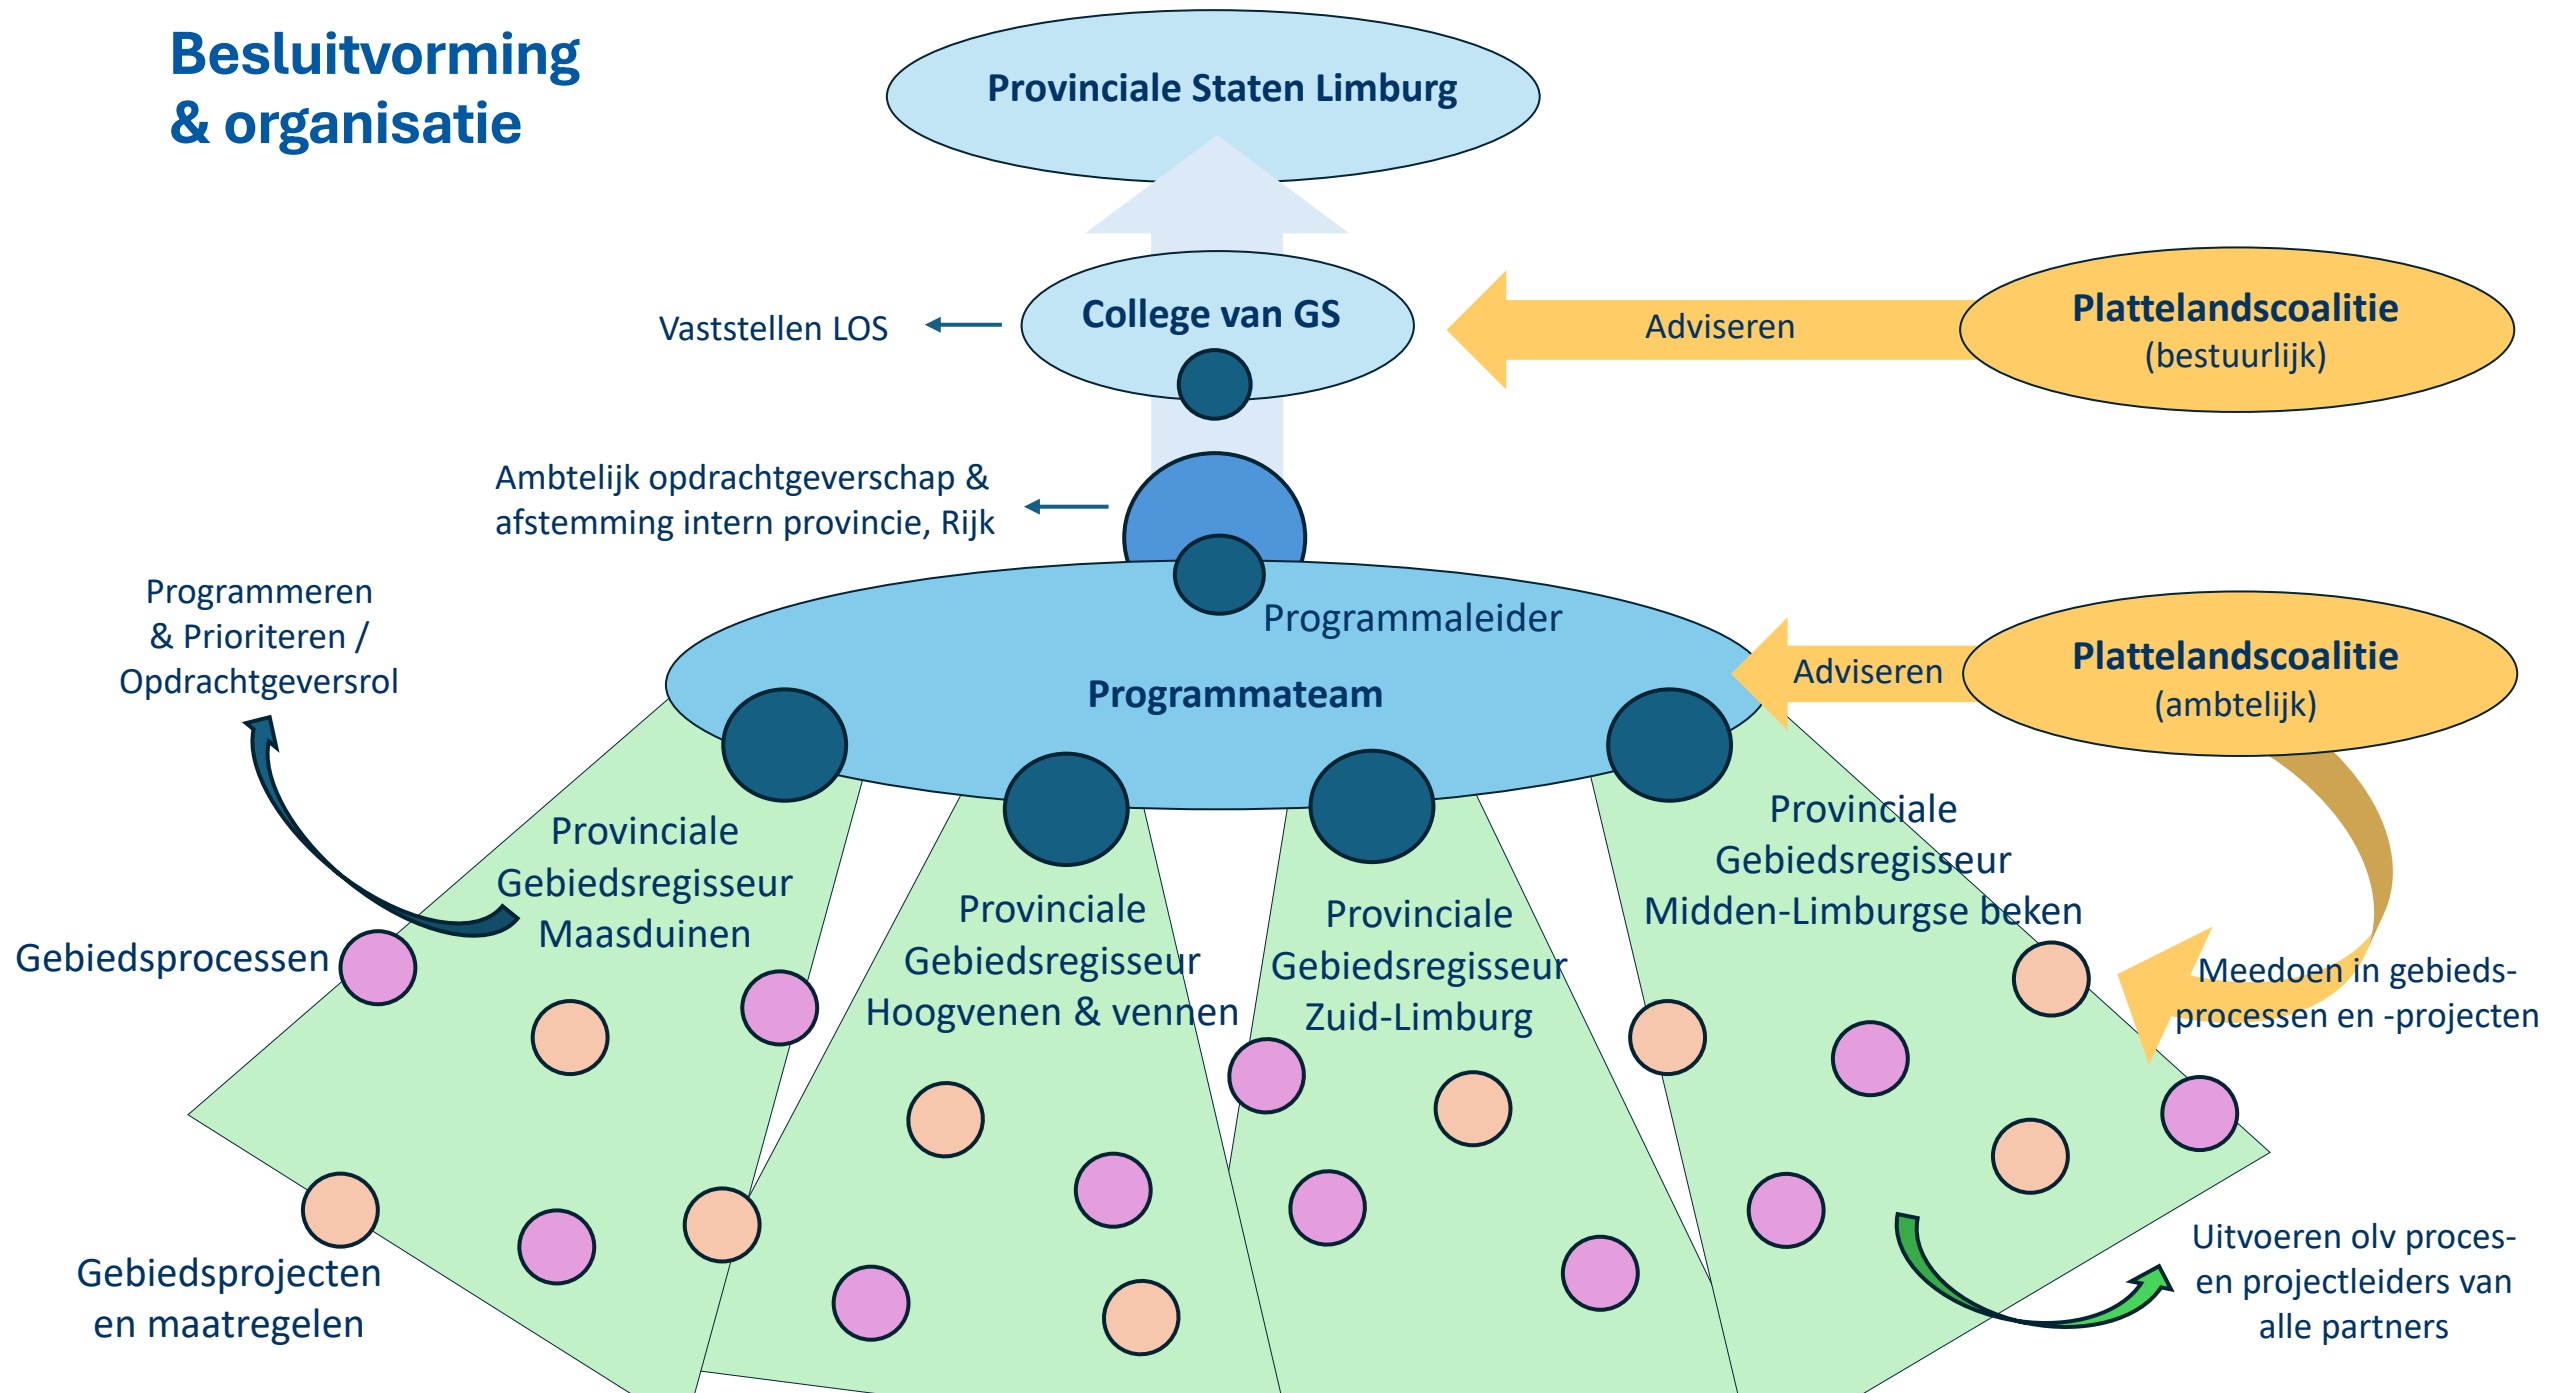 Besluitvorming
& organisatie
Provinciale Staten Limburg
College van GS
Vaststellen LOS
Adviseren
Plattelandscoalitie
(bestuurlijk)
Ambtelijk opdrachtgeverschap &
afstemming intern provincie, Rijk
Programmeren
& Prioriteren /
Opdrachtgeversrol
Programmaleider
Programmateam
Adviseren
Plattelandscoalitie
(ambtelijk)
Provinciale
Gebiedsregisseur
Maasduinen
Provinciale
Gebiedsregisseur
Hoogvenen & vennen
Provinciale
Gebiedsregisseur
Zuid-Limburg
Provinciale
Gebiedsregisseur
Midden-Limburgse beken
Gebiedsprocessen
Meedoen in gebieds-
processen en -projecten
Gebiedsprojecten
en maatregelen
Uitvoeren olv proces-
en projectleiders van
alle partners